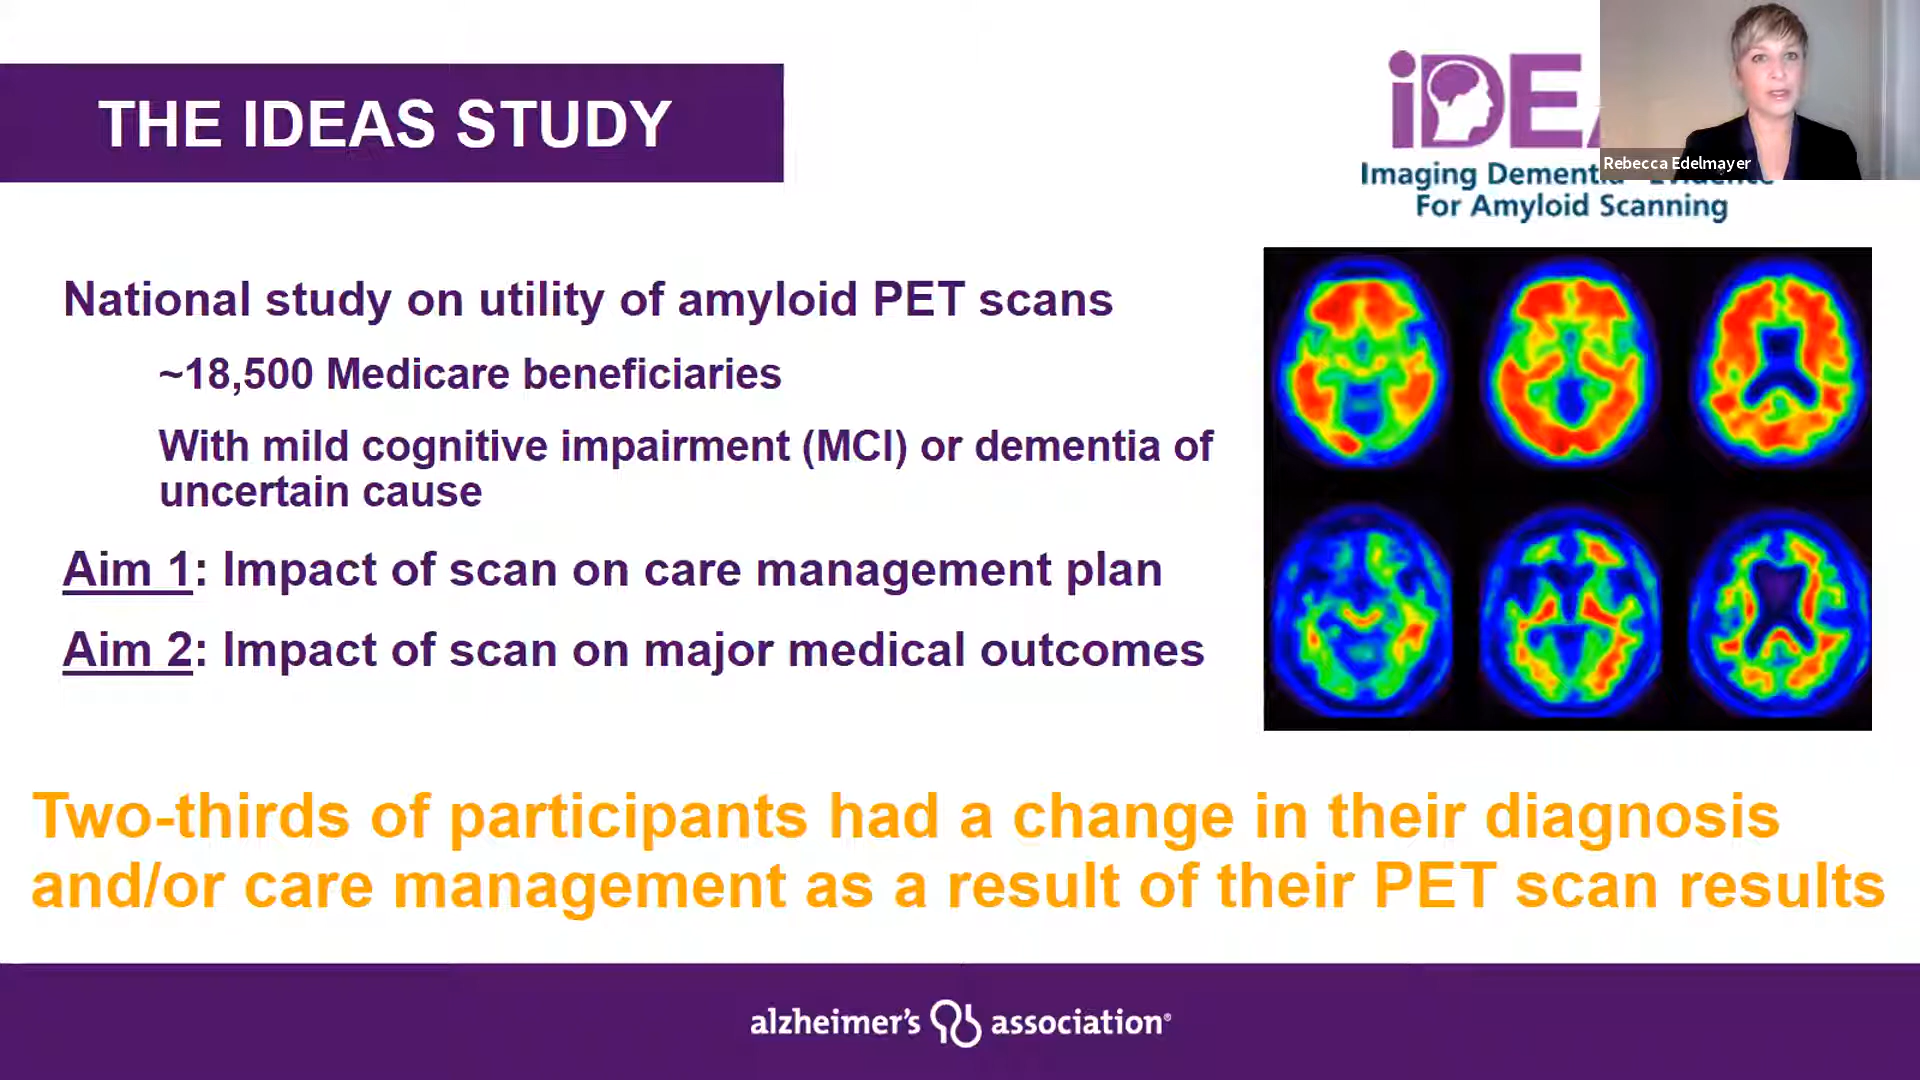 THE IDEAS STUDY
iDEA
Rebecca Edelmayer
Imaging Dementia Evidence
For Amyloid Scanning
National study on utility of amyloid PET scans
~18,500 Medicare beneficiaries
With mild cognitive impairment (MCI) or dementia of
uncertain cause
Aim 1: Impact of scan on care management plan
Aim 2: Impact of scan on major medical outcomes
Two-thirds of participants had a change in their diagnosis
and/or care management as a result of their PET scan results
alzheimer's association®